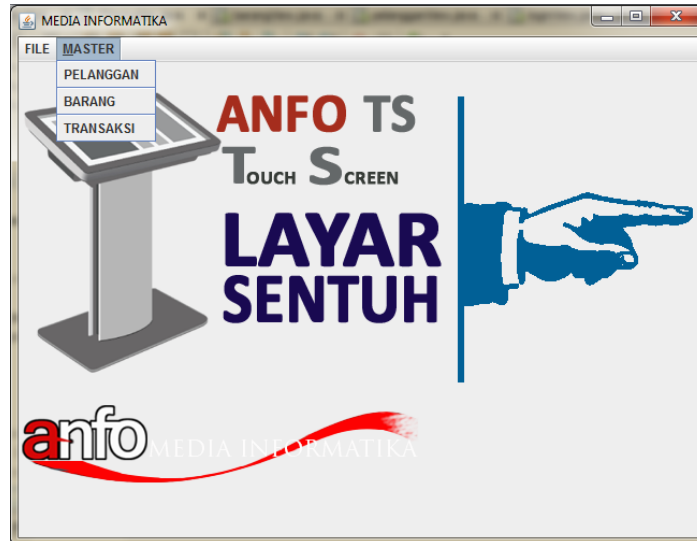 MEDIA INFORMATIKA
FILE MASTER
PELANGGAN
BARANG
TRANSAKSI
ANFO TS
TOUCH SCREEN
LAYAR
SENTUH
anfo MEDIA INFORMATIKA